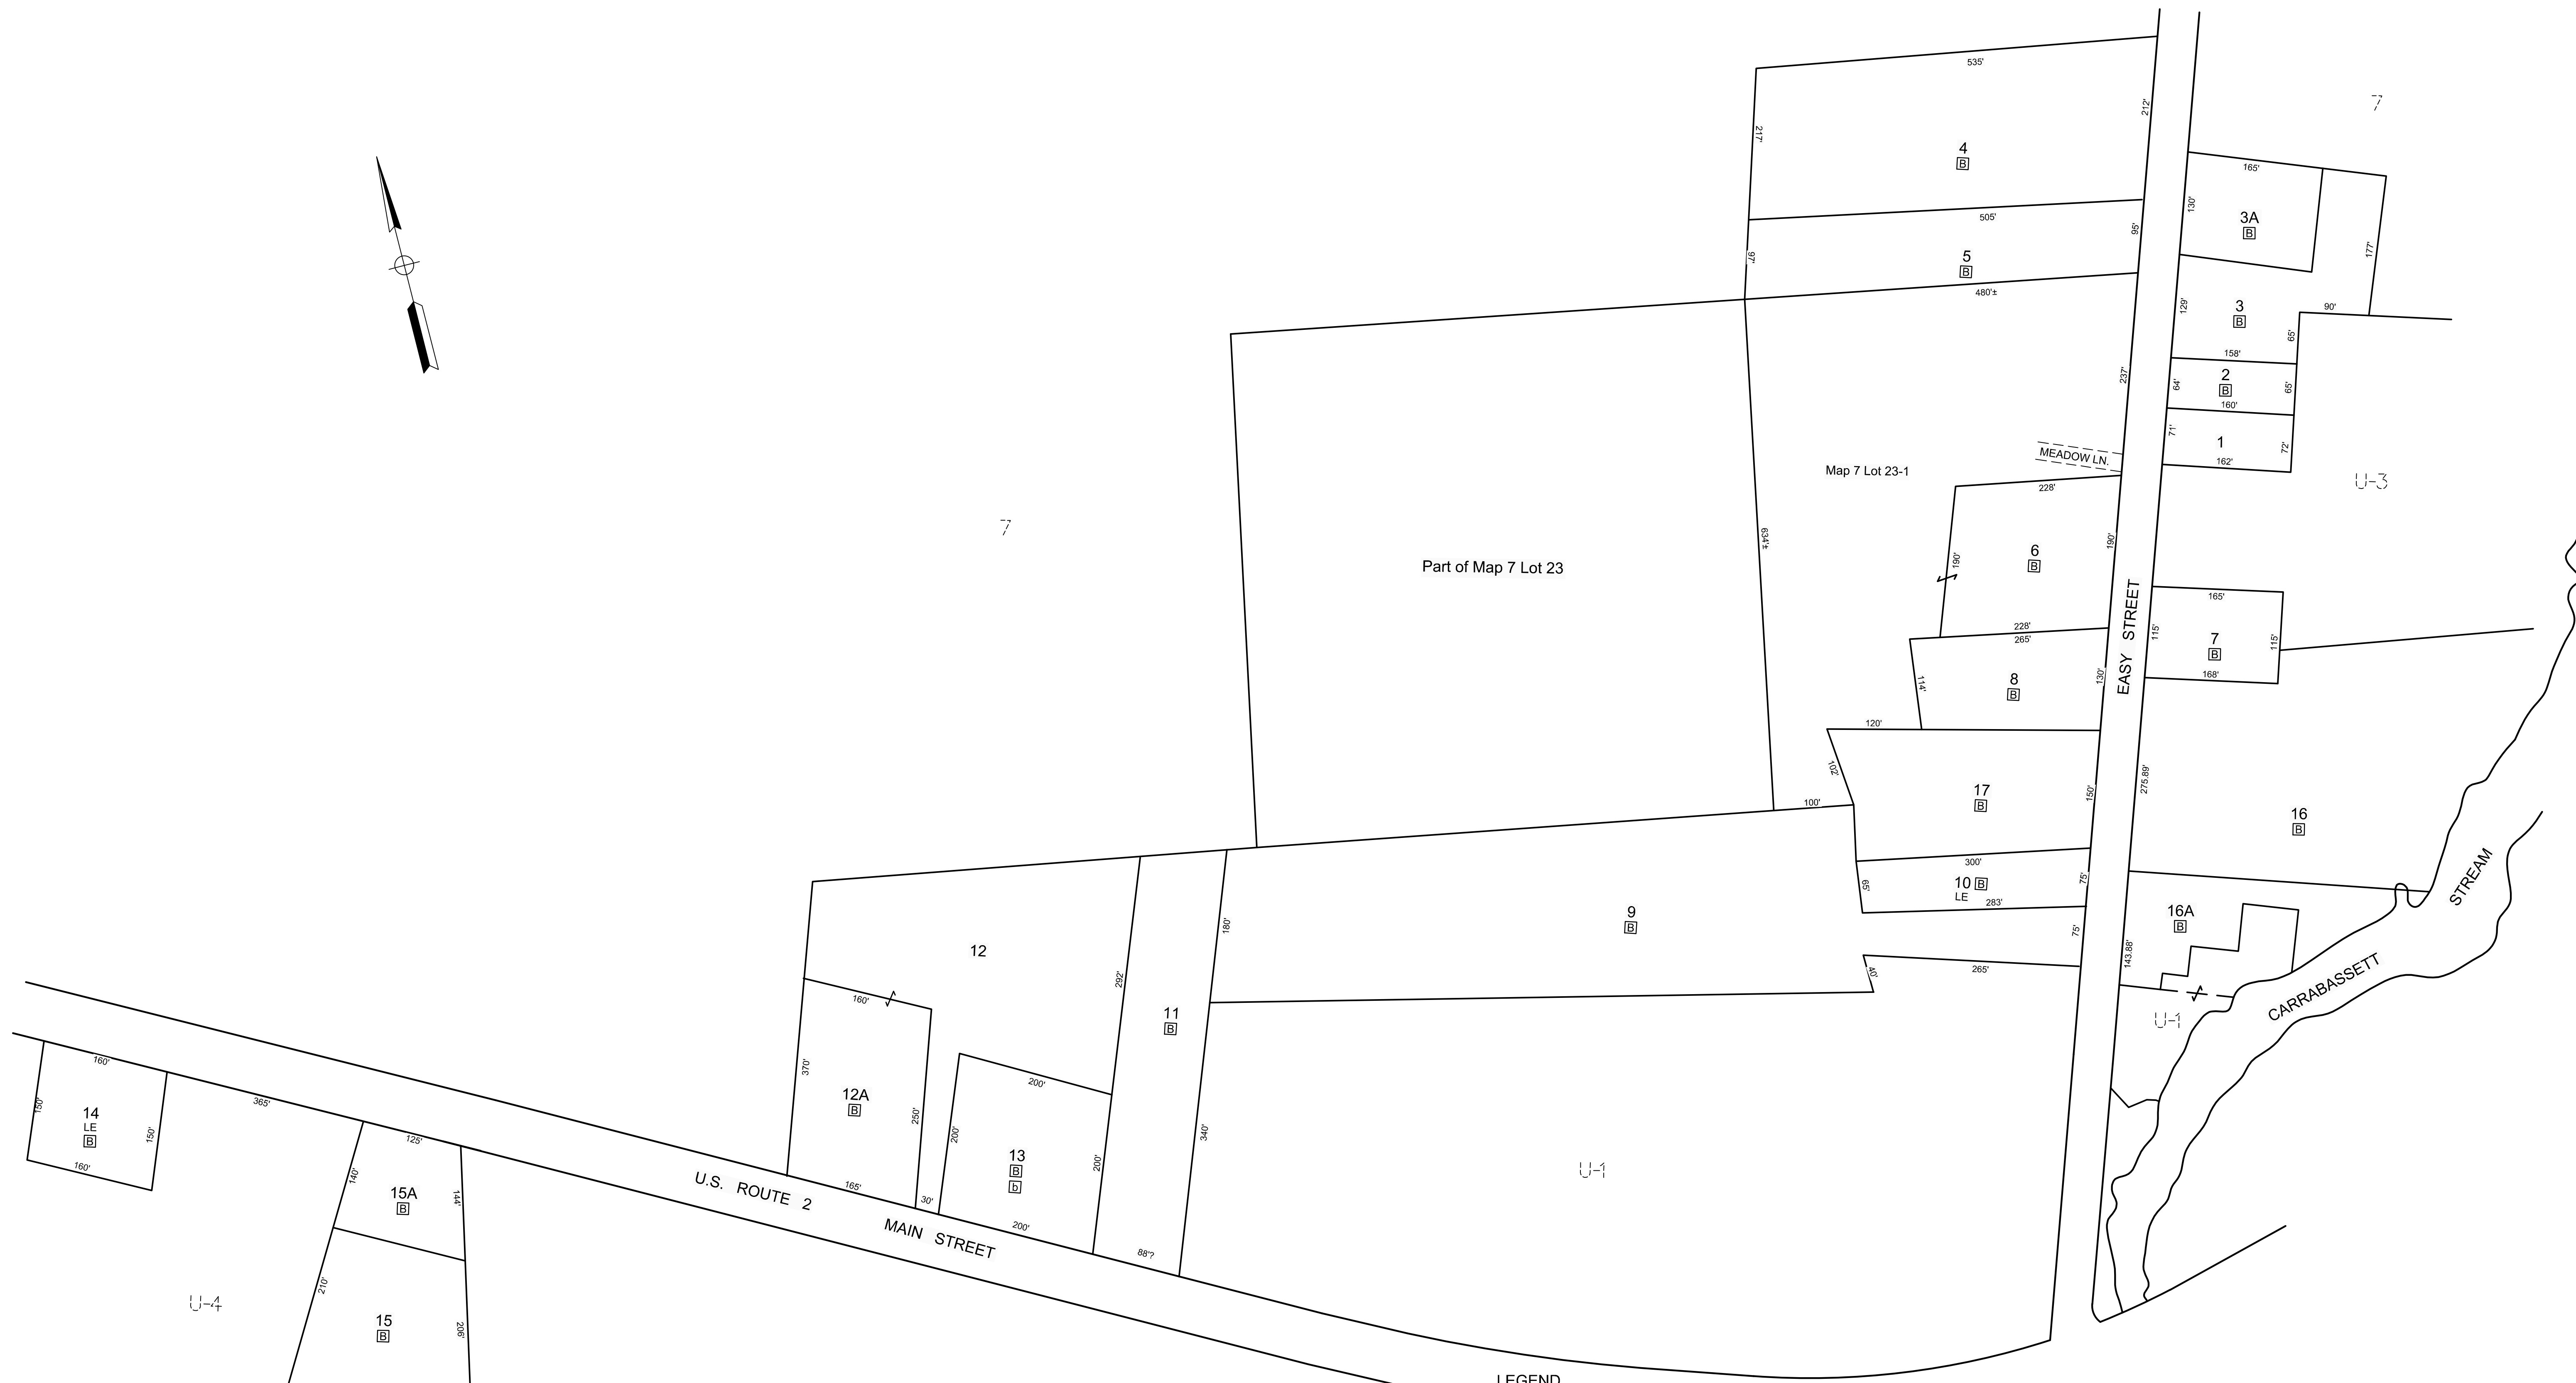 535'
212'
217'
4
B
7
165'
130'
3A
B
177'
505'
95'
97'
5
B
480'±
129'
3
B
90'
65'
158'
237'
64'
2
B
65'
160'
71'
1
72'
162'
MEADOW LN.
Map 7 Lot 23-1
U-3
228'
7
634'±
190'
6
B
190'
Part of Map 7 Lot 23
EASY STREET
228'
265'
165'
115'
7
B
115'
168'
114'
8
B
130'
120'
102'
17
B
150'
275.89'
100'
16
B
300'
65'
10 B
LE
75'
283'
9
B
180'
75'
16A
B
143.88'
STREAM
CARRABASSETT
40'
265'
U-1
12
292'
11
B
160'
370'
12A
B
250'
200'
200'
13
B
b
200'
340'
165'
30'
200'
88'?
U-1
160'
150'
14
LE
B
150'
160'
365'
125'
140'
15A
B
144'
U.S. ROUTE 2
MAIN STREET
210'
15
B
206'
U-4
LEGEND